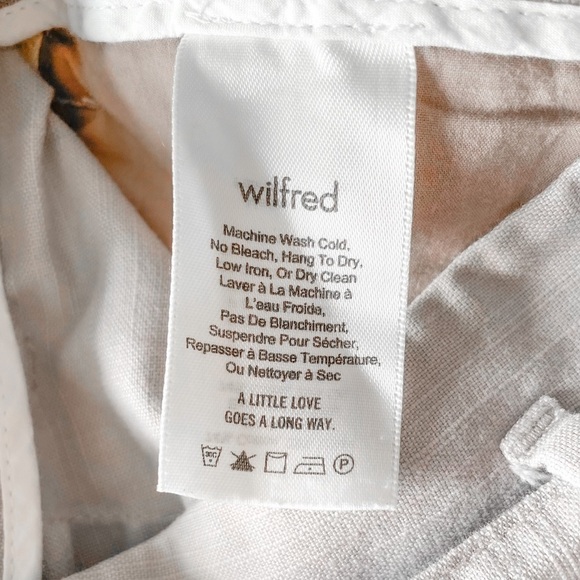 wilfred
Machine Wash Cold,
No Bleach, Hang To Dry,
Low Iron, Or Dry Clean
Laver à La Machine à
L'eau Froide,
Pas De Blanchiment,
Suspendre Pour Sécher,
Repasser à Basse Température,
Ou Nettoyer à Sec
A LITTLE LOVE
GOES A LONG WAY.
30C P